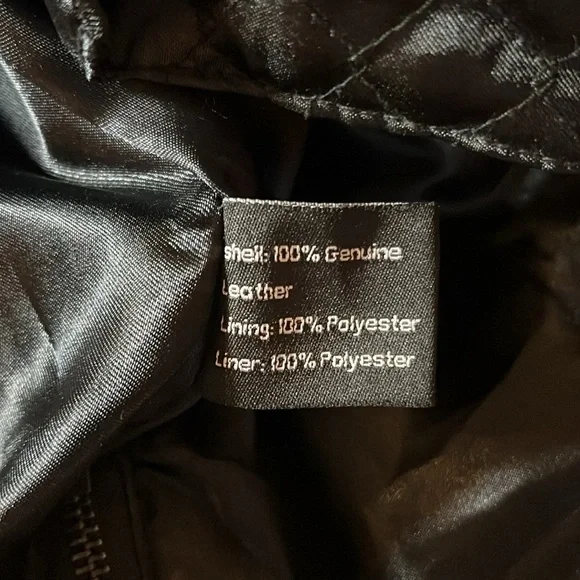 shell: 100% Genuine
Leather
Lining: 100% Polyester
Liner: 100% Polyester